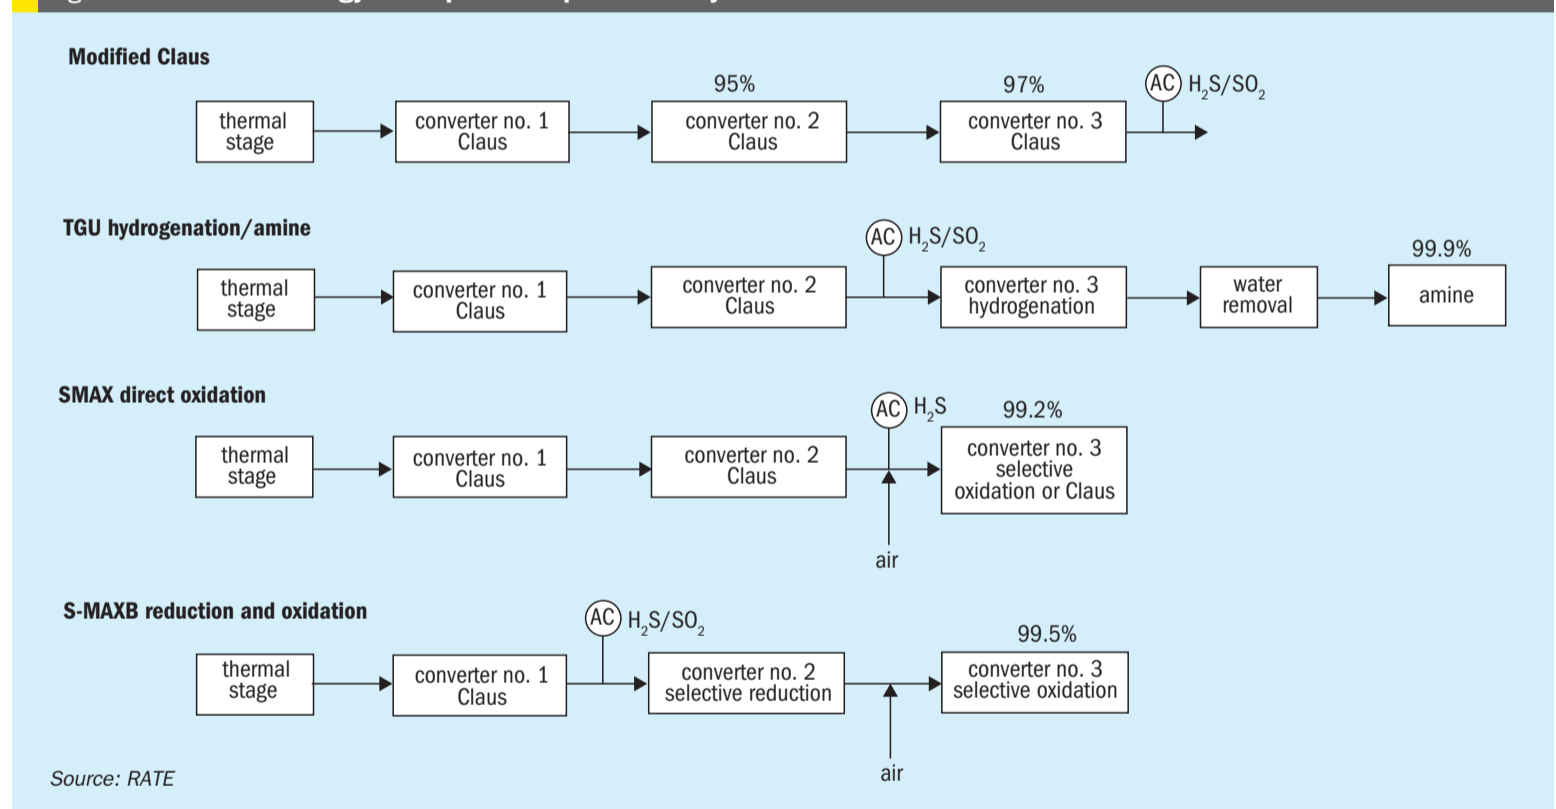 Modified Claus
95%
97%
AC H₂S/SO₂
thermal
stage
converter no. 1
Claus
converter no. 2
Claus
converter no. 3
Claus
TGU hydrogenation/amine
AC H₂S/SO₂
99.9%
thermal
stage
converter no. 1
Claus
converter no. 2
Claus
converter no. 3
hydrogenation
water
removal
amine
SMAX direct oxidation
AC H₂S
99.2%
thermal
stage
converter no. 1
Claus
converter no. 2
Claus
converter no. 3
selective
oxidation or Claus
air
S-MAXB reduction and oxidation
AC H₂S/SO₂
99.5%
thermal
stage
converter no. 1
Claus
converter no. 2
selective reduction
converter no. 3
selective oxidation
air
Source: RATE